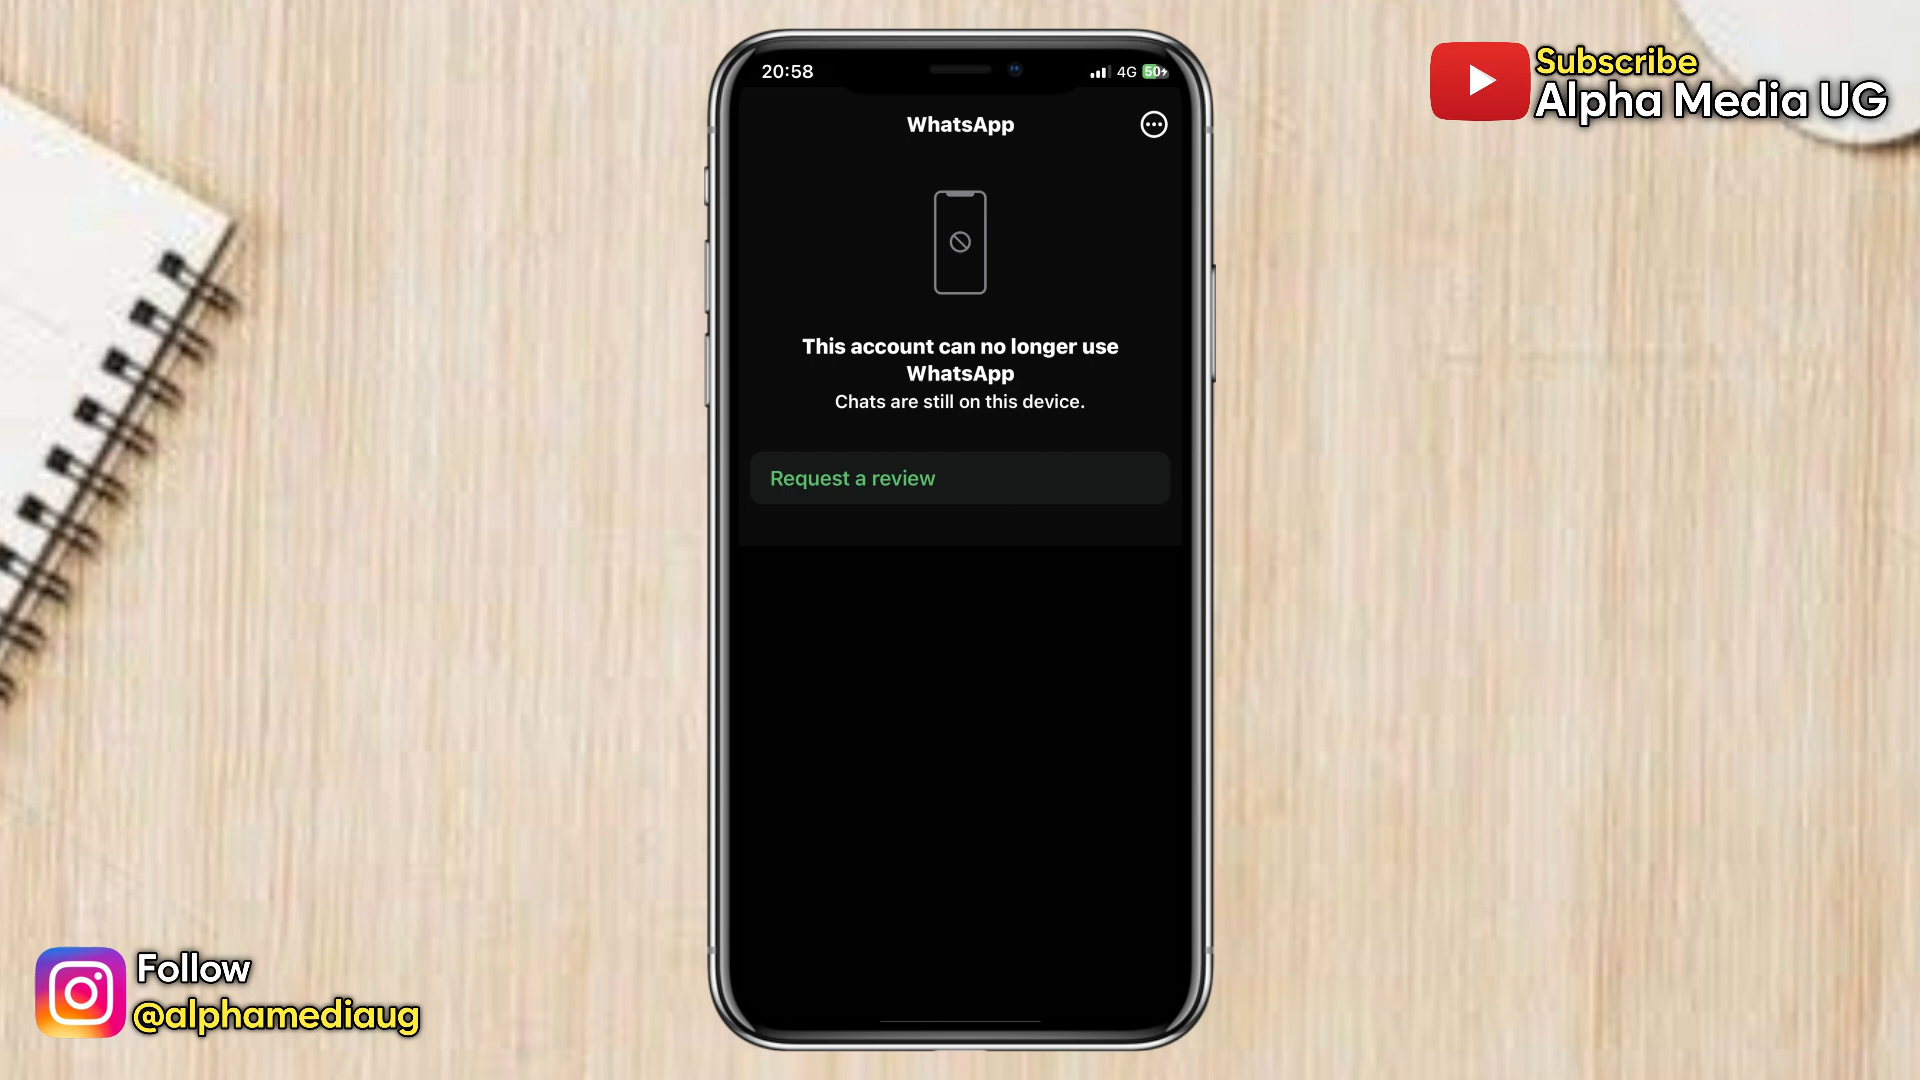 20:58
4G 50
WhatsApp
This account can no longer use
WhatsApp
Chats are still on this device.
Request a review
Subscribe
Alpha Media UG
Follow
@alphamediaug